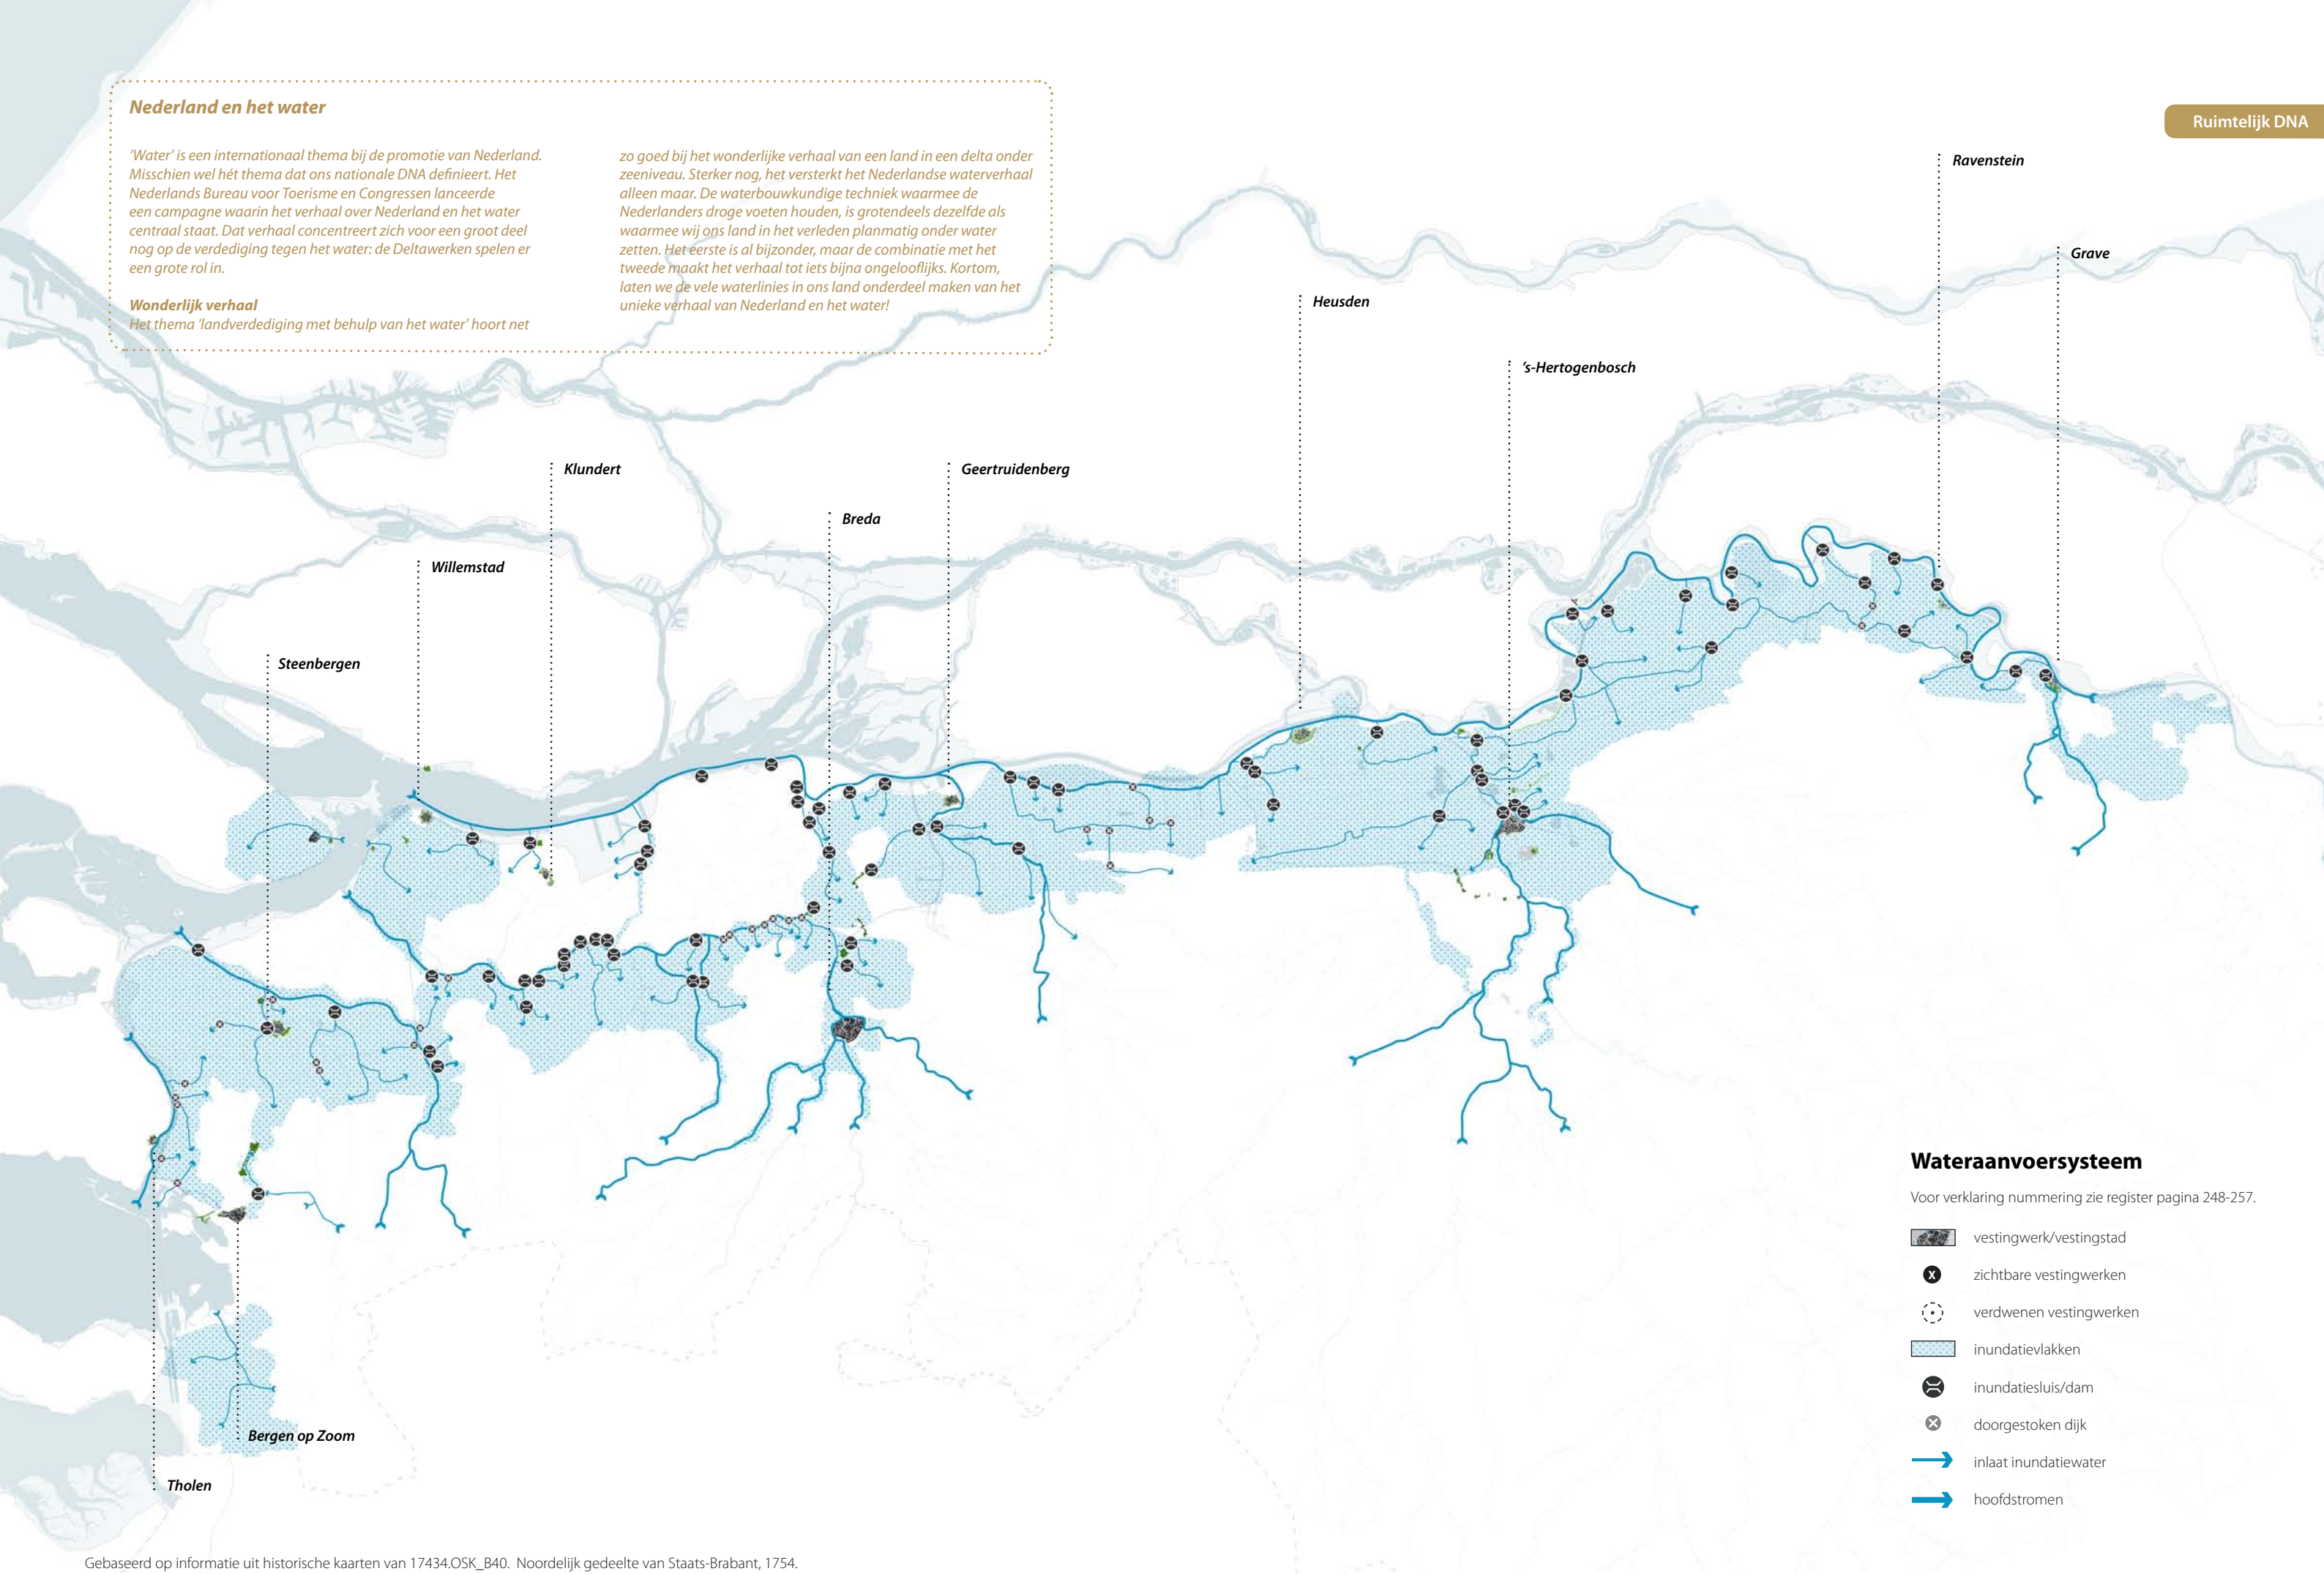 Nederland en het water
‘Water’ is een internationaal thema bij de promotie van Nederland.
Misschien wel hét thema dat ons nationale DNA definieert. Het
Nederlands Bureau voor Toerisme en Congressen lanceerde
een campagne waarin het verhaal over Nederland en het water
centraal staat. Dat verhaal concentreert zich voor een groot deel
nog op de verdediging tegen het water: de Deltawerken spelen er
een grote rol in.
Wonderlijk verhaal
Het thema ‘landverdediging met behulp van het water’ hoort net
zo goed bij het wonderlijke verhaal van een land in een delta onder
zeeniveau. Sterker nog, het versterkt het Nederlandse waterverhaal
alleen maar. De waterbouwkundige techniek waarmee de
Nederlanders droge voeten houden, is grotendeels dezelfde als
waarmee wij ons land in het verleden planmatig onder water
zetten. Het eerste is al bijzonder, maar de combinatie met het
tweede maakt het verhaal tot iets bijna ongelooflijks. Kortom,
laten we de vele waterlinies in ons land onderdeel maken van het
unieke verhaal van Nederland en het water!
Ruimtelijk DNA
Ravenstein
Grave
Heusden
’s-Hertogenbosch
Klundert
Geertruidenberg
Breda
Willemstad
Steenbergen
Bergen op Zoom
Tholen
Wateraanvoersysteem
Voor verklaring nummering zie register pagina 248-257.
vestingwerk/vestingstad
x zichtbare vestingwerken
verdwenen vestingwerken
inundatievlakken
inundatiesluis/dam
doorgestoken dijk
inlaat inundatiewater
hoofdstromen
Gebaseerd op informatie uit historische kaarten van 17434.OSK_B40. Noordelijk gedeelte van Staats-Brabant, 1754.